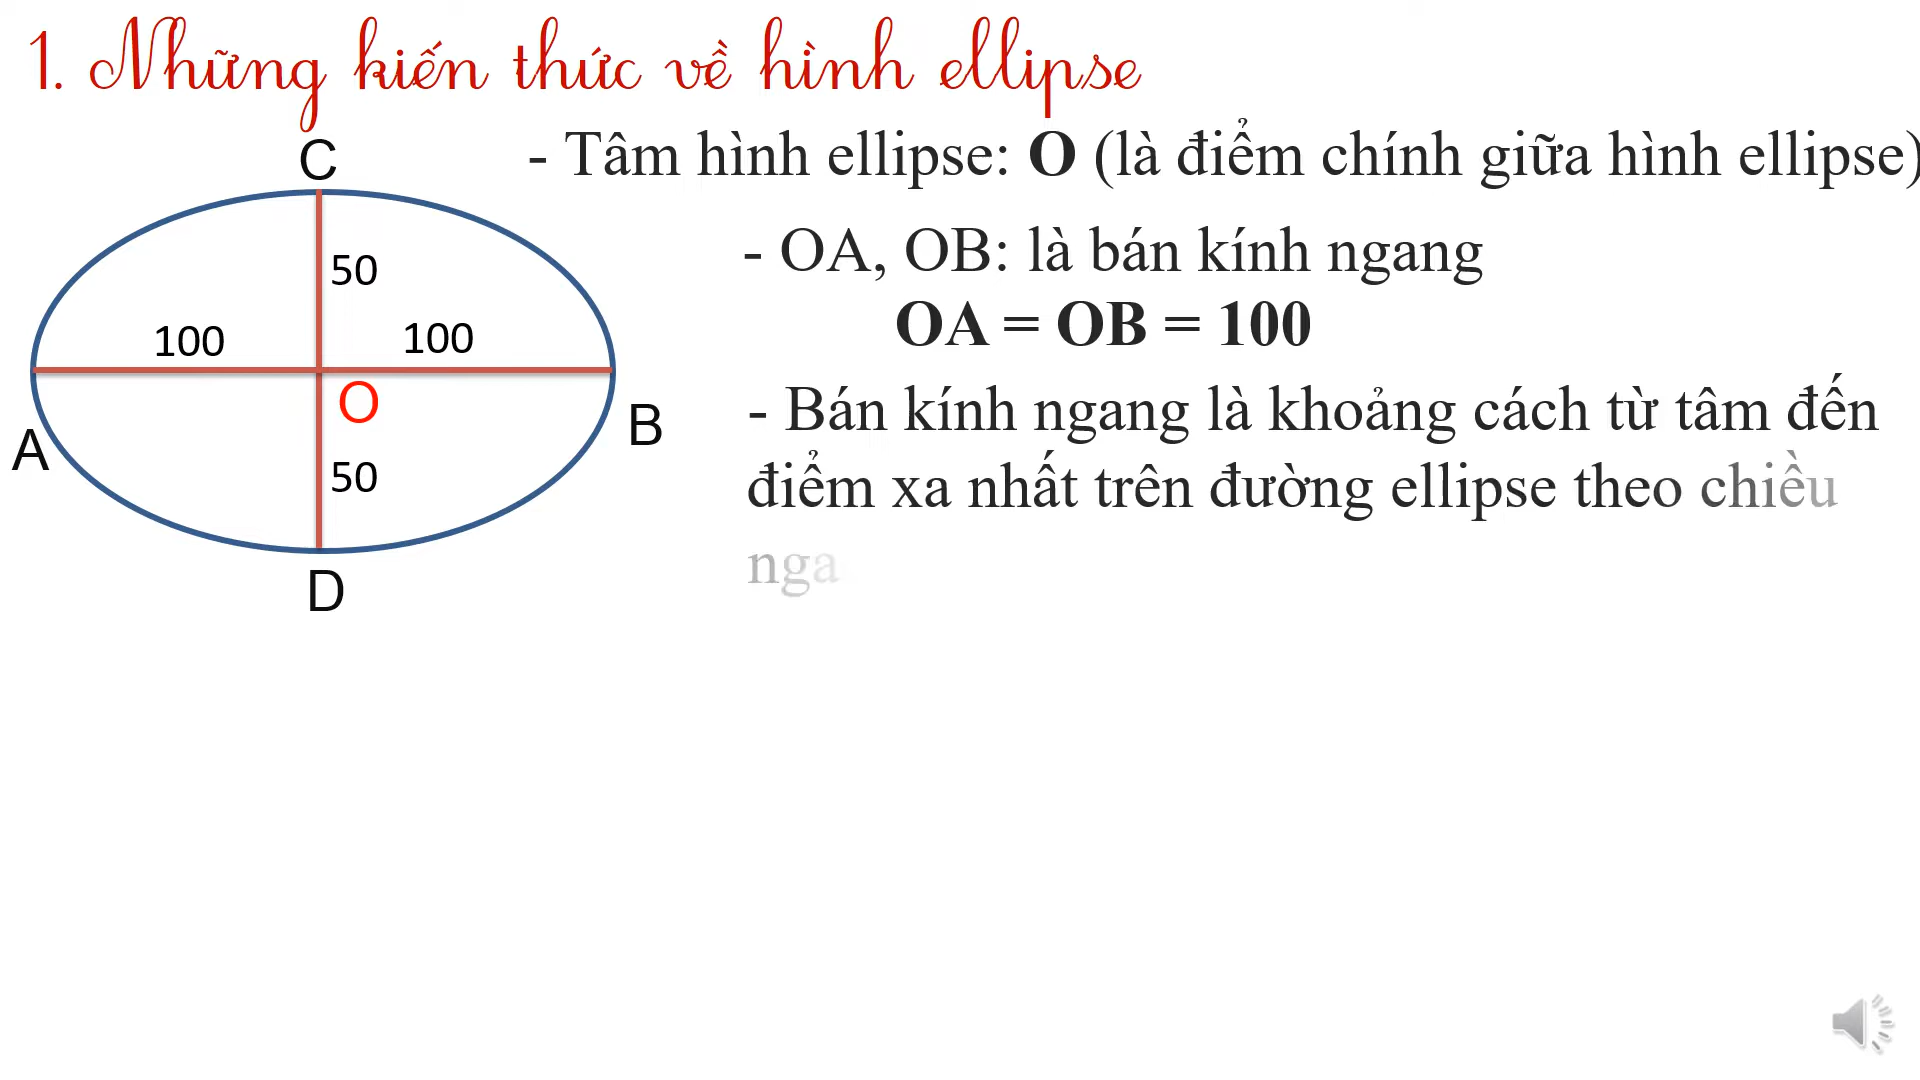 1. Những kiến thức về hình ellipse
C
- Tâm hình ellipse: O (là điểm chính giữa hình ellipse)
- OA, OB: là bán kính ngang
50
OA = OB = 100
100
100
O
- Bán kính ngang là khoảng cách từ tâm đến
B
A
điểm xa nhất trên đường ellipse theo chiều
50
nga
D